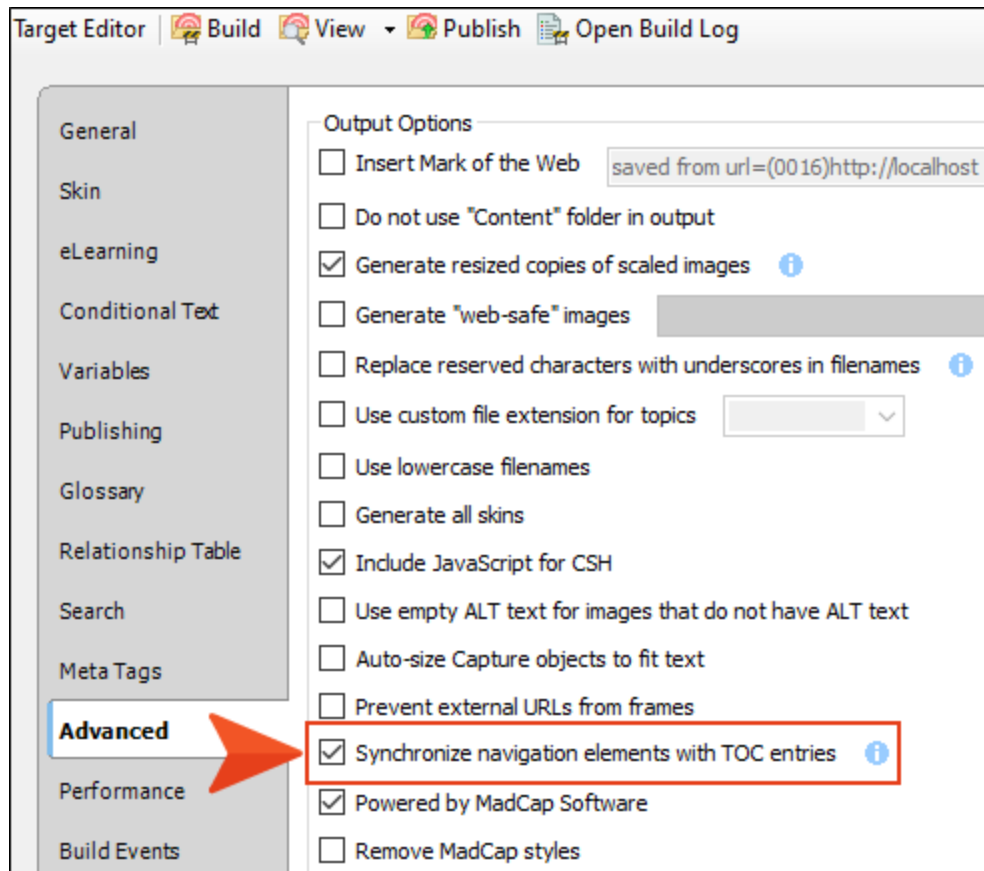 Target Editor Build View Publish Open Build Log
General
Skin
eLearning
Conditional Text
Variables
Publishing
Glossary
Relationship Table
Search
Meta Tags
Advanced
Performance
Build Events
Output Options
Insert Mark of the Web saved from url=(0016)http://localhost
Do not use "Content" folder in output
Generate resized copies of scaled images
Generate "web-safe" images
Replace reserved characters with underscores in filenames
Use custom file extension for topics
Use lowercase filenames
Generate all skins
Include JavaScript for CSH
Use empty ALT text for images that do not have ALT text
Auto-size Capture objects to fit text
Prevent external URLs from frames
Synchronize navigation elements with TOC entries
Powered by MadCap Software
Remove MadCap styles